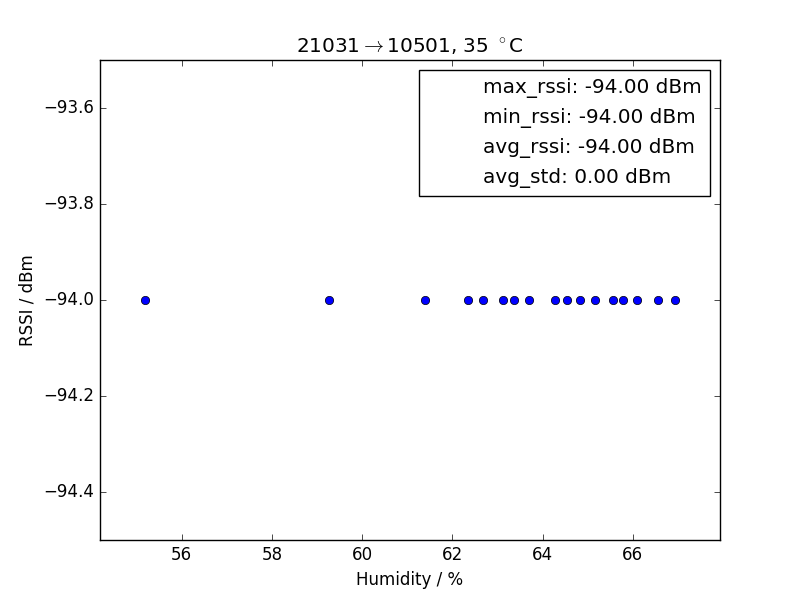 21031→10501, 35 °C
max_rssi: -94.00 dBm
min_rssi: -94.00 dBm
avg_rssi: -94.00 dBm
avg_std: 0.00 dBm
−93.6
−93.8
−94.0
−94.2
−94.4
RSSI / dBm
56 58 60 62 64 66
Humidity / %